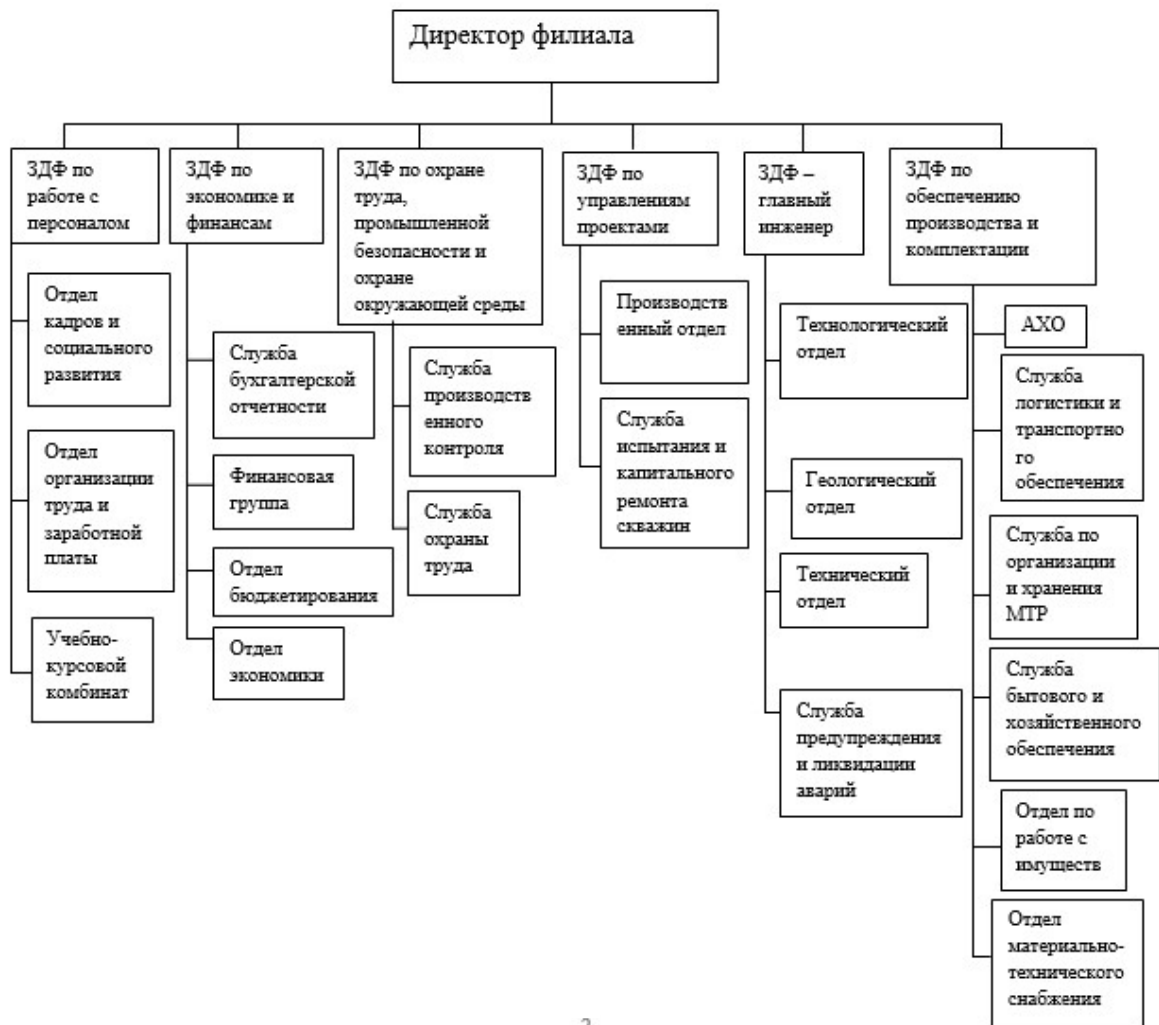 Директор филиала
ЗДФ по
работе с
персоналом
ЗДФ по
экономике и
финансам
ЗДФ по охране
труда,
промышленной
безопасности и
охране
окружающей среды
ЗДФ по
управлениям
проектами
ЗДФ –
главный
инженер
ЗДФ по
обеспечению
производства и
комплектации
Отдел
кадров и
социального
развития
Отдел
организации
труда и
заработной
платы
Учебно-
курсовой
комбинат
Служба
бухгалтерской
отчетности
Финансовая
группа
Отдел
бюджетирования
Отдел
экономики
Служба
производств
енного
контроля
Служба
охраны
труда
Производств
енный отдел
Служба
испытания и
капитального
ремонта
скважин
Технологический
отдел
Геологический
отдел
Технический
отдел
Служба
предупреждения
и ликвидации
аварий
АХО
Служба
логистики и
транспортно
го
обеспечения
Служба по
организации
и хранения
МТР
Служба
бытового и
хозяйственного
обеспечения
Отдел по
работе с
имуществ
Отдел
материально-
технического
снабжения